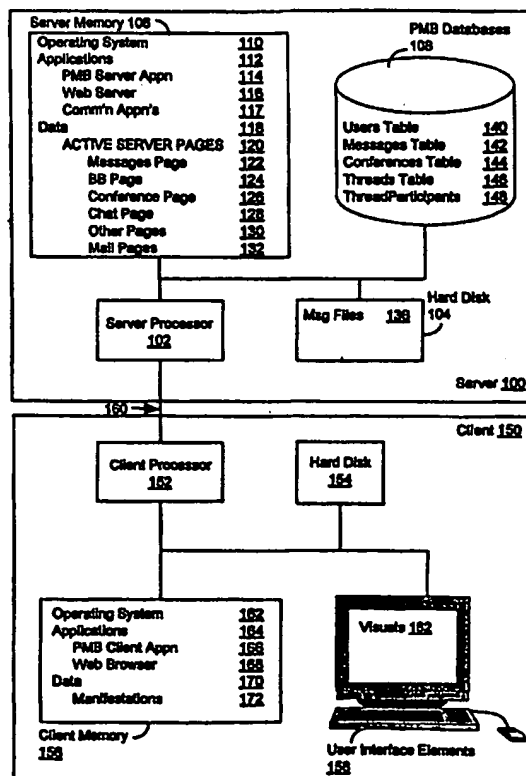 Server Memory 106
Operating System 110
Applications 112
PMB Server Appn 114
Web Server 116
Comm'n Appn's 117
Data 118
ACTIVE SERVER PAGES 120
Messages Page 122
BB Page 124
Conference Page 126
Chat Page 128
Other Pages 130
Mail Pages 132
PMB Databases
108
Users Table 140
Messages Table 142
Conferences Table 144
Threads Table 146
ThreadParticipants 148
Server Processor
102
Msg Files 136
Hard Disk
104
Server 100
160
Client 150
Client Processor
152
Hard Disk
154
Operating System 162
Applications 164
PMB Client Appn 166
Web Browser 168
Data 170
Manifestations 172
Client Memory
156
Visuals 182
User Interface Elements
158